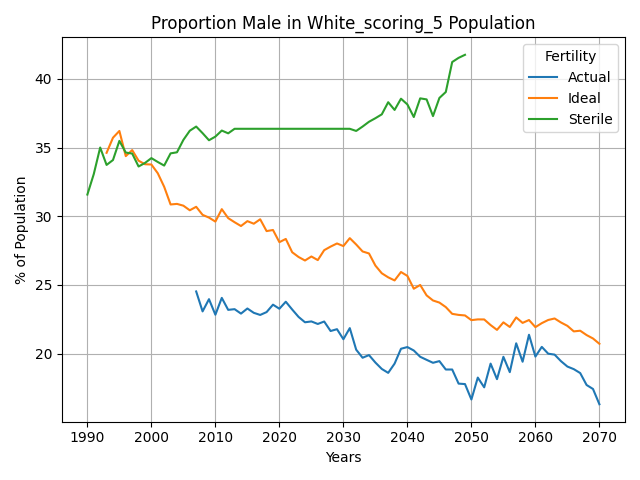 Proportion Male in White_scoring_5 Population
Fertility
Actual
Ideal
Sterile
% of Population
40
35
30
25
20
1990 2000 2010 2020 2030 2040 2050 2060 2070
Years